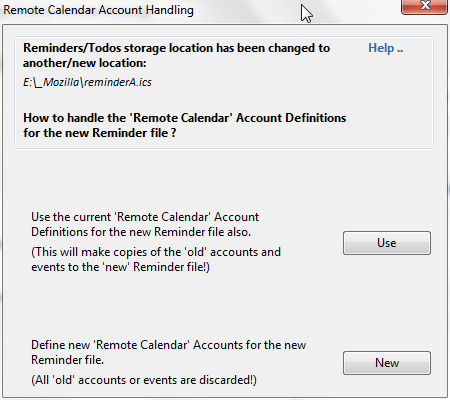 Remote Calendar Account Handling
Reminders/Todos storage location has been changed to
another/new location:
Help ..
E:\_Mozilla\reminderA.ics
How to handle the 'Remote Calendar' Account Definitions
for the new Reminder file ?
Use the current 'Remote Calendar' Account
Definitions for the new Reminder file also.
(This will make copies of the 'old' accounts and
events to the 'new' Reminder file!)
Use
Define new 'Remote Calendar' Accounts for the new
Reminder file.
(All 'old' accounts or events are discarded!)
New